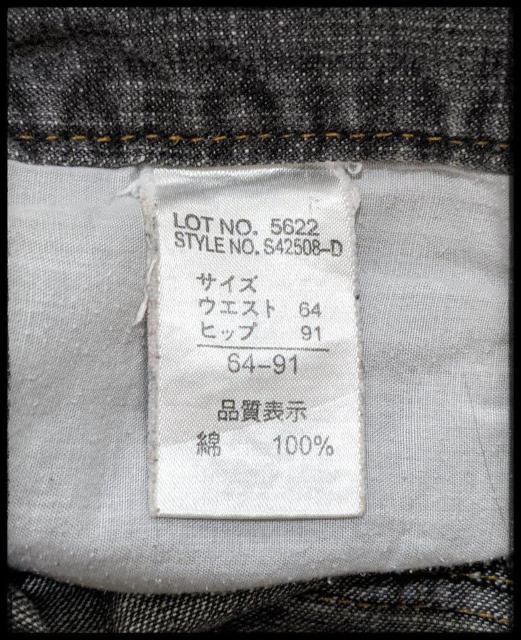 LOT NO. 5622
STYLE NO. S42508-D
サイズ
ウエスト 64
ヒップ 91
64-91
品質表示
綿 100%